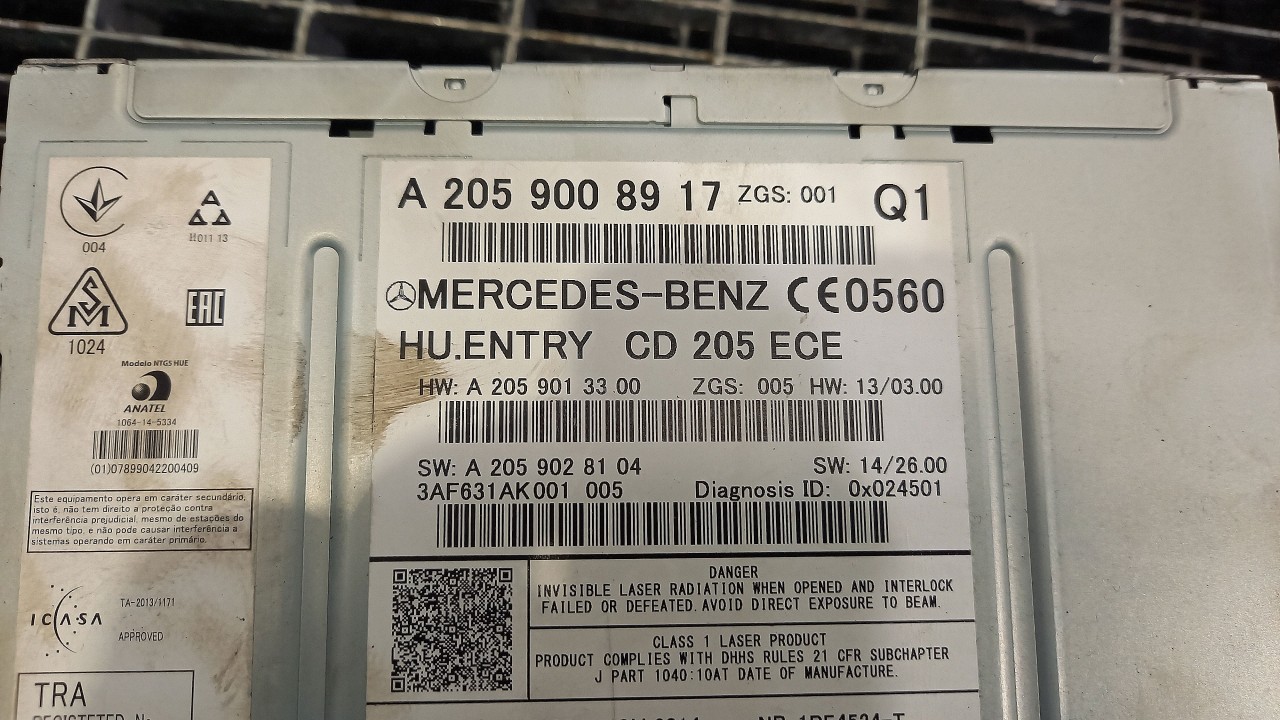 004
H011 13
1024
EAC
Modelo NTG5 HUE
ANATEL
1064-14-5334
(01)07899042200409
Este equipamento opera em caráter secundário,
isto é, não tem direito a proteção contra
interferência prejudicial, mesmo de estações do
mesmo tipo, e não pode causar interferência a
sistemas operando em caráter primário.
ICASA
TA-2013/1171
APPROVED
TRA
A 205 900 89 17 ZGS: 001 Q1
MERCEDES-BENZ CE0560
HU.ENTRY CD 205 ECE
HW: A 205 901 33 00 ZGS: 005 HW: 13/03.00
SW: A 205 902 81 04 SW: 14/26.00
3AF631AK001 005 Diagnosis ID: 0x024501
DANGER
INVISIBLE LASER RADIATION WHEN OPENED AND INTERLOCK
FAILED OR DEFEATED. AVOID DIRECT EXPOSURE TO BEAM.
CLASS 1 LASER PRODUCT
PRODUCT COMPLIES WITH DHHS RULES 21 CFR SUBCHAPTER
J PART 1040:10AT DATE OF MANUFACTURE.